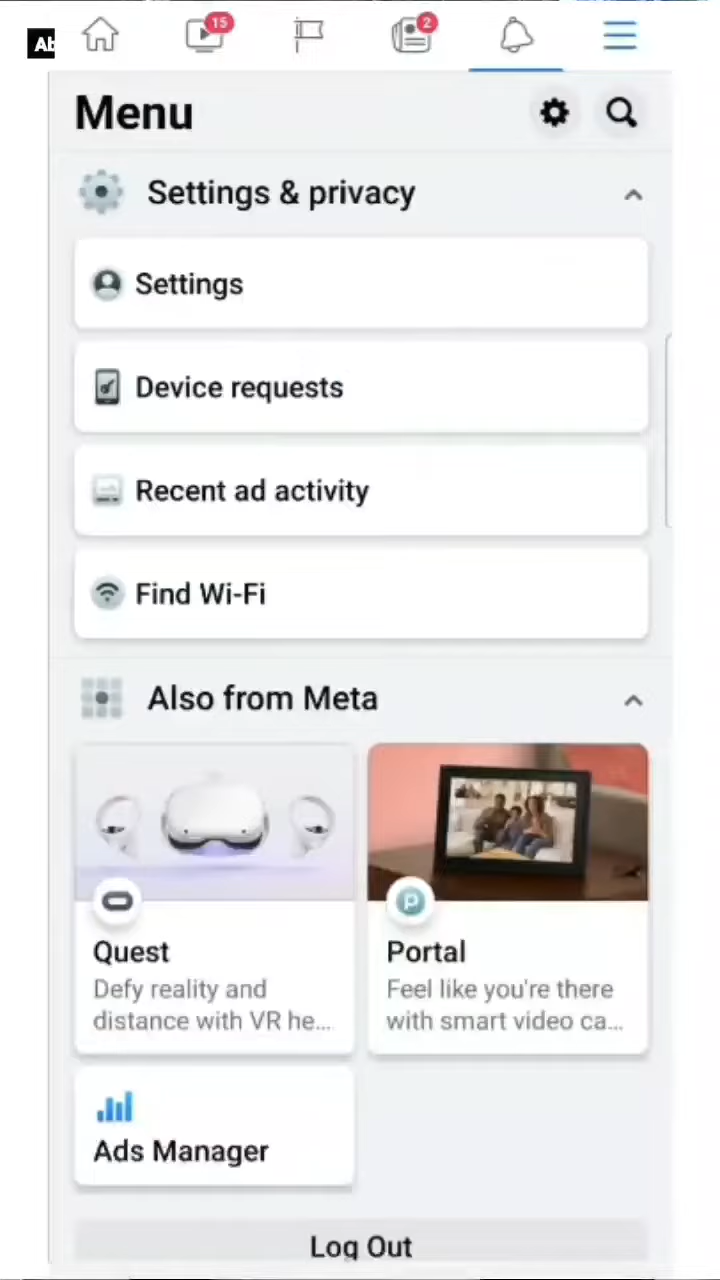 Ab
15
2
Menu
Settings & privacy
Settings
Device requests
Recent ad activity
Find Wi-Fi
Also from Meta
Quest
Defy reality and
distance with VR he...
Portal
Feel like you're there
with smart video ca...
Ads Manager
Log Out